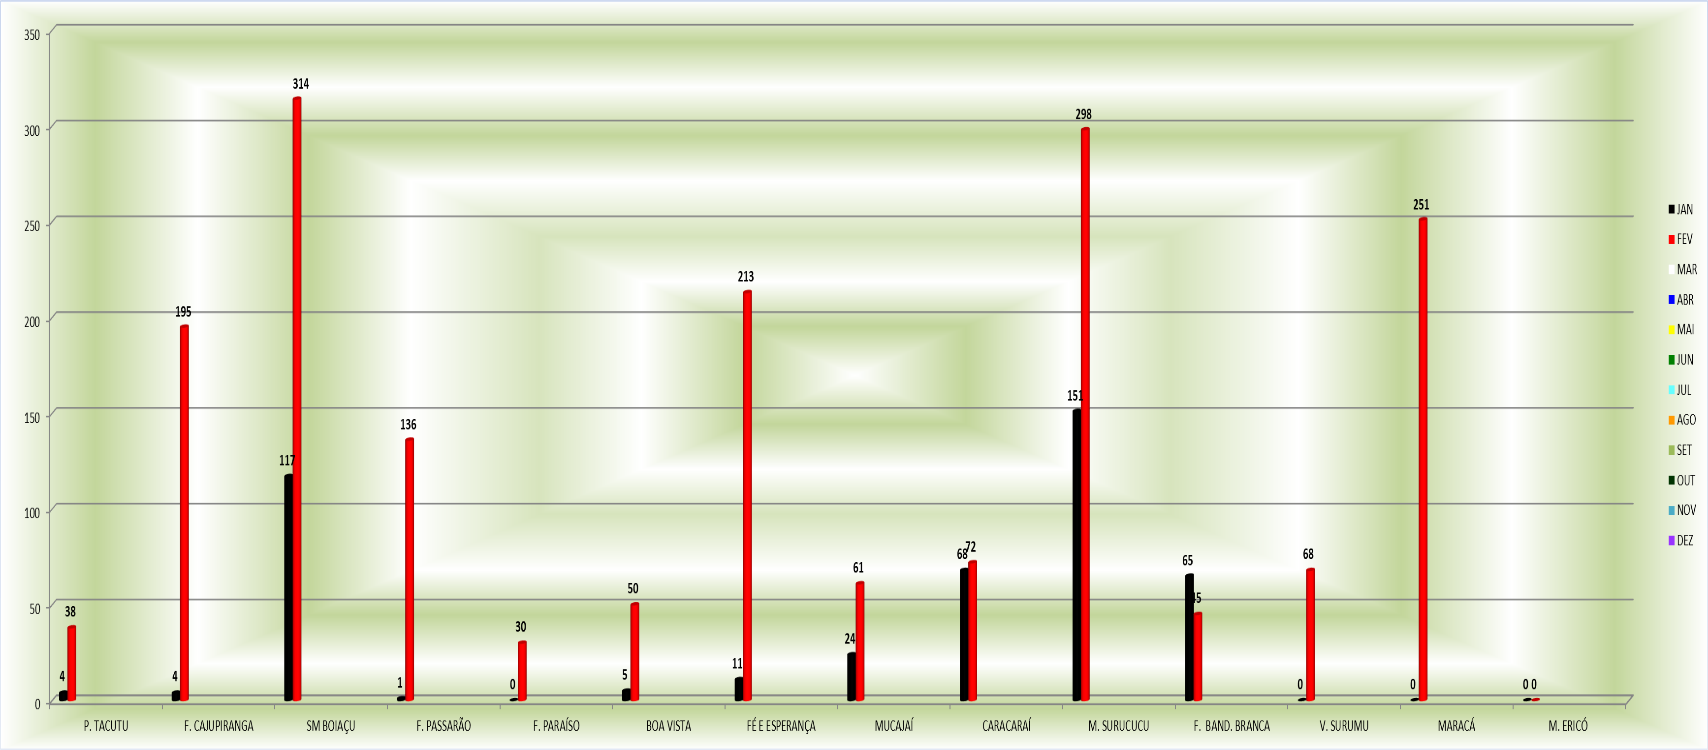 350
300
250
200
150
100
50
0
4 38
4 195
117 314
1 136
0 30
5 50
11 213
24 61
68 72
151 298
65 45
0 68
0 251
0 0
P. TACUTU
F. CAJUPIRANGA
SM BOIAÇU
F. PASSARÃO
F. PARAÍSO
BOA VISTA
FÉ E ESPERANÇA
MUCAJAÍ
CARACARAÍ
M. SURUCUCU
F. BAND. BRANCA
V. SURUMU
MARACÁ
M. ERICÓ
JAN
FEV
MAR
ABR
MAI
JUN
JUL
AGO
SET
OUT
NOV
DEZ